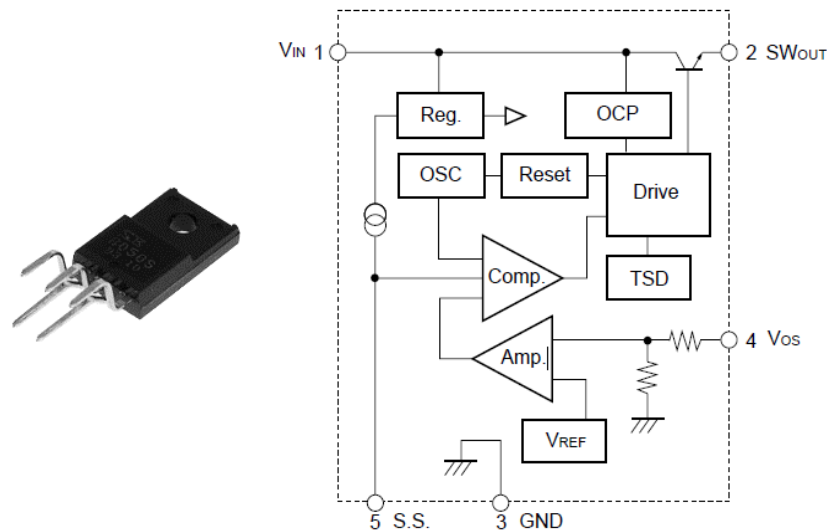 VIN 1
2 SWOUT
Reg.
OCP
OSC
Reset
Drive
Comp.
TSD
Amp.
4 VOS
VREF
5 S.S.
3 GND